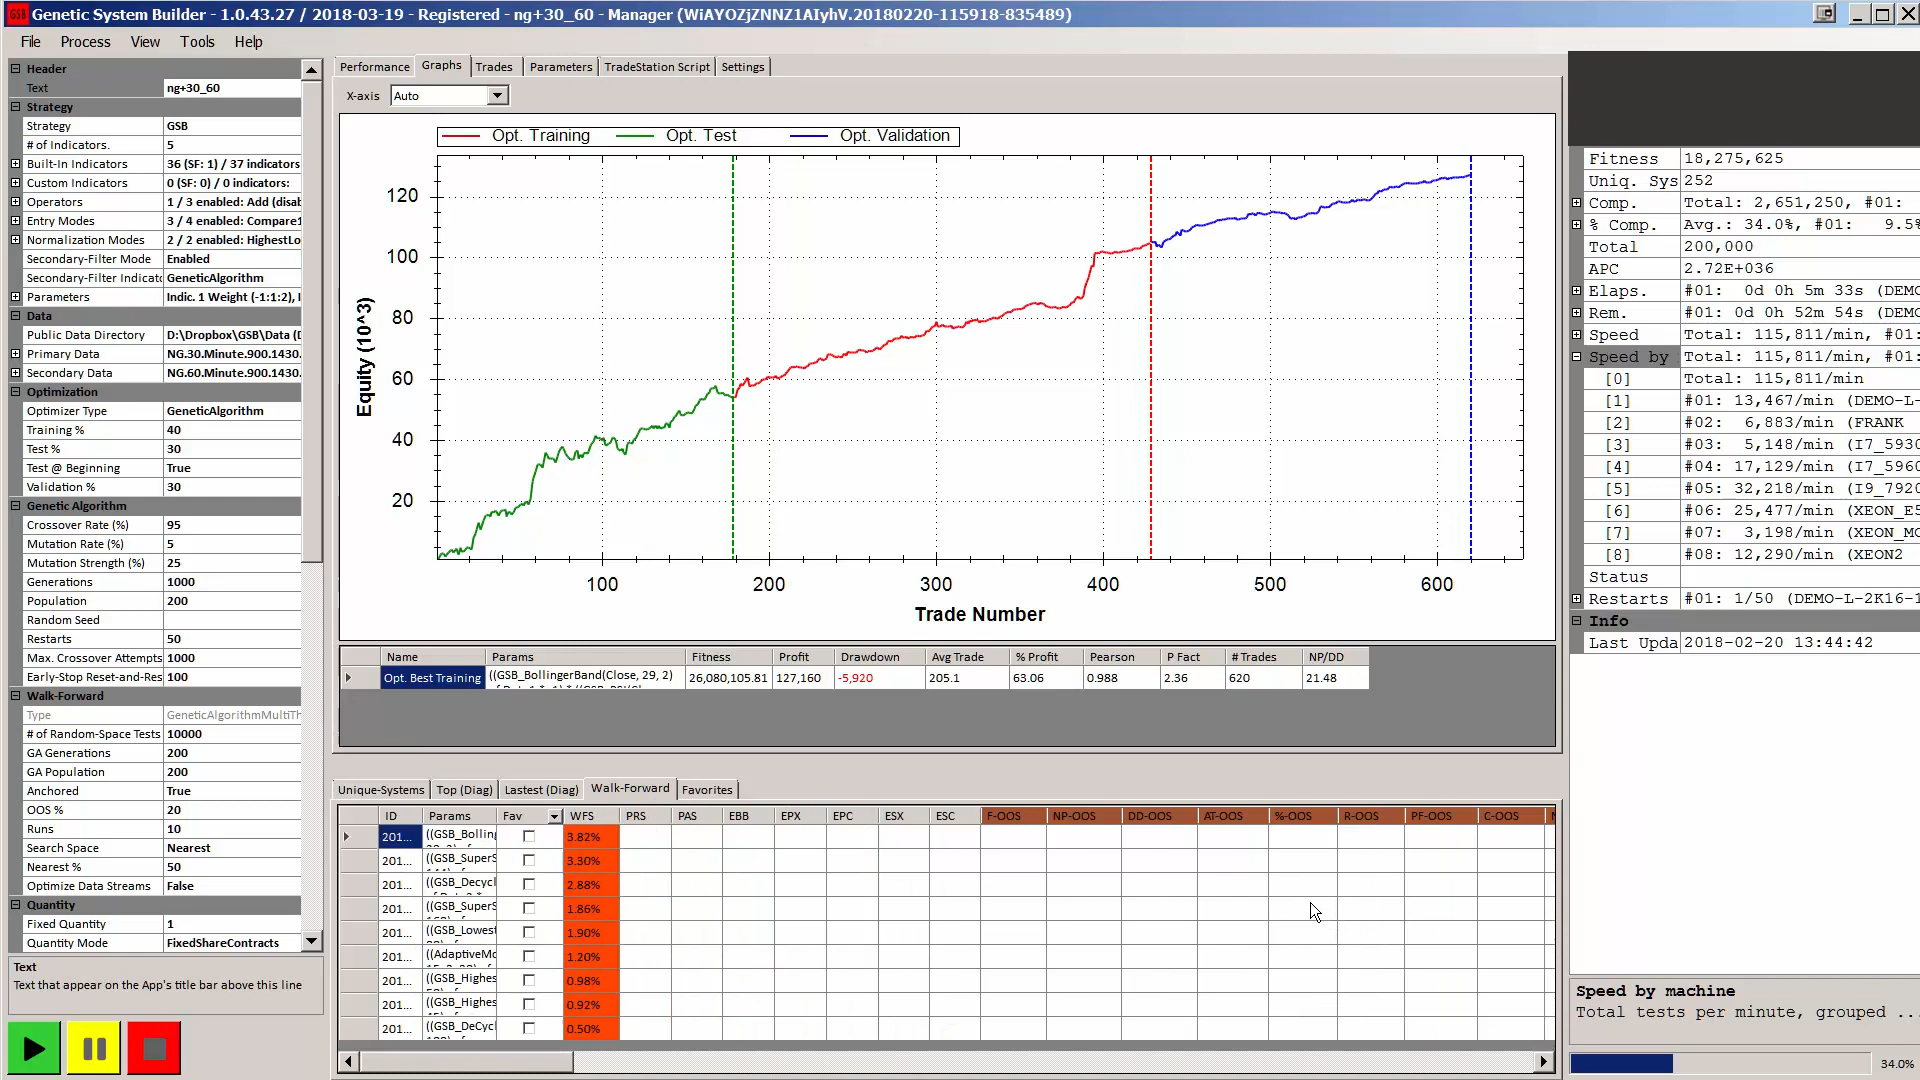 Genetic System Builder - 1.0.43.27 / 2018-03-19 - Registered - ng+30_60 - Manager (WiAYOZjZNNZ1AIyhV.20180220-115918-835489)
File Process View Tools Help
Header
Text ng+30_60
Strategy
Strategy GSB
# of Indicators. 5
Built-In Indicators 36 (SF: 1) / 37 indicators
Custom Indicators 0 (SF: 0) / 0 indicators:
Operators 1 / 3 enabled: Add (disab
Entry Modes 3 / 4 enabled: Compare1
Normalization Modes 2 / 2 enabled: HighestLo
Secondary-Filter Mode Enabled
Secondary-Filter Indicato GeneticAlgorithm
Parameters Indic. 1 Weight (-1:1:2), I
Data
Public Data Directory D:\Dropbox\GSB\Data (D
Primary Data NG.30.Minute.900.1430.
Secondary Data NG.60.Minute.900.1430.
Optimization
Optimizer Type GeneticAlgorithm
Training % 40
Test % 30
Test @ Beginning True
Validation % 30
Genetic Algorithm
Crossover Rate (%) 95
Mutation Rate (%) 5
Mutation Strength (%) 25
Generations 1000
Population 200
Random Seed
Restarts 50
Max. Crossover Attempts 1000
Early-Stop Reset-and-Res 100
Walk-Forward
Type GeneticAlgorithmMultiTh
# of Random-Space Tests 10000
GA Generations 200
GA Population 200
Anchored True
OOS % 20
Runs 10
Search Space Nearest
Nearest % 50
Optimize Data Streams False
Quantity
Fixed Quantity 1
Quantity Mode FixedShareContracts
Text
Text that appear on the App's title bar above this line
Performance Graphs Trades Parameters TradeStation Script Settings
X-axis Auto
Opt. Training Opt. Test Opt. Validation
Equity (10^3)
120
100
80
60
40
20
100 200 300 400 500 600
Trade Number
Name Params Fitness Profit Drawdown Avg Trade % Profit Pearson P Fact # Trades NP/DD
Opt. Best Training ((GSB_BollingerBand(Close, 29, 2) 26,080,105.81 127,160 -5,920 205.1 63.06 0.988 2.36 620 21.48
Unique-Systems Top (Diag) Lastest (Diag) Walk-Forward Favorites
ID Params Fav WFS PRS PAS EBB EPX EPC ESX ESC F-OOS NP-OOS DD-OOS AT-OOS %-OOS R-OOS PF-OOS C-OOS
201... ((GSB_Bolling 3.82%
201... ((GSB_SuperS 3.30%
201... ((GSB_Decycl 2.88%
201... ((GSB_SuperS 1.86%
201... ((GSB_Lowest 1.90%
201... ((AdaptiveMo 1.20%
201... ((GSB_Highes 0.98%
201... ((GSB_Highes 0.92%
201... ((GSB_DeCycl 0.50%
Fitness 18,275,625
Uniq. Sys 252
Comp. Total: 2,651,250, #01:
% Comp. Avg.: 34.0%, #01: 9.5%
Total 200,000
APC 2.72E+036
Elaps. #01: 0d 0h 5m 33s (DEMO
Rem. #01: 0d 0h 52m 54s (DEMO
Speed Total: 115,811/min, #01:
Speed by Total: 115,811/min, #01:
[0] Total: 115,811/min
[1] #01: 13,467/min (DEMO-L-
[2] #02: 6,883/min (FRANK
[3] #03: 5,148/min (I7_5930
[4] #04: 17,129/min (I7_5960
[5] #05: 32,218/min (I9_7920
[6] #06: 25,477/min (XEON_E5
[7] #07: 3,198/min (XEON_MO
[8] #08: 12,290/min (XEON2
Status
Restarts #01: 1/50 (DEMO-L-2K16-1
Info
Last Upda 2018-02-20 13:44:42
Speed by machine
Total tests per minute, grouped ...
34.0%